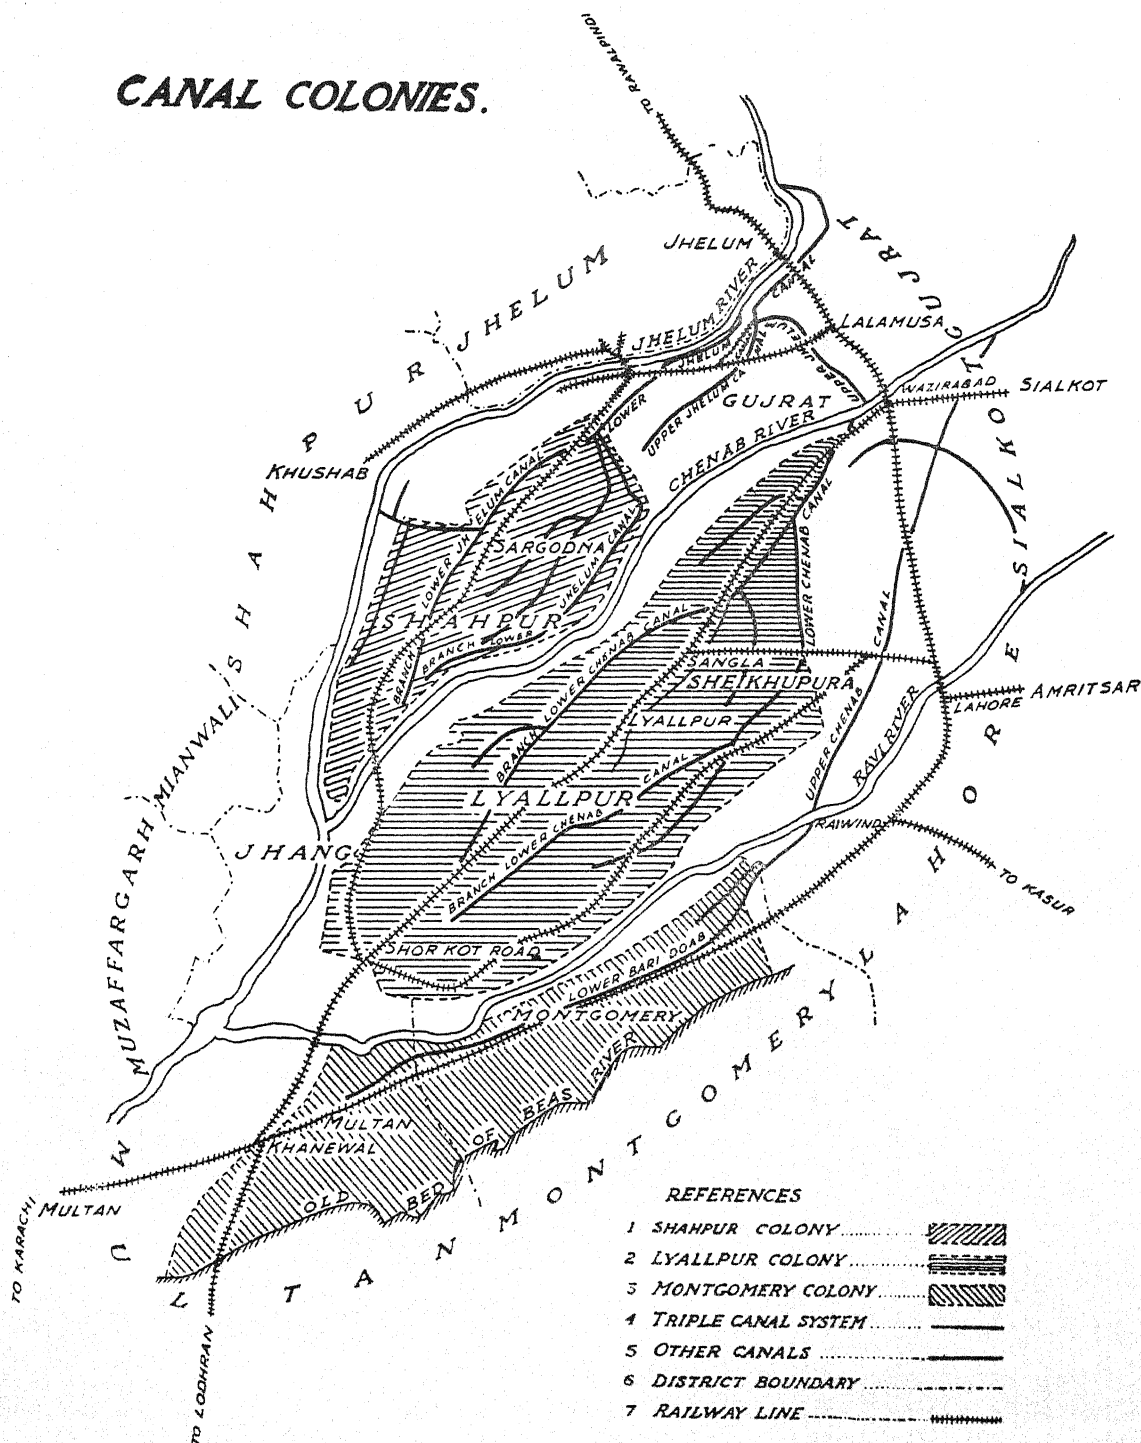 CANAL COLONIES.
TO RAWALPINDI
JHELUM
GUJRAT
JHELUM
CANAL
JHELUM RIVER
LALAMUSA
JHELUM
UPPER JHELUM
UPPER JHELUM CANAL
UPPER
LOWER
GUJRAT
WAZIRABAD
SIALKOT
CHENAB RIVER
KHUSHAB
SHAHPUR
SIALKOT
LOWER JHELUM CANAL
SARGODNA
JHELUM CANAL
LOWER CHENAB CANAL
SHAHPUR
BRANCH LOWER
BRANCH
BRANCH LOWER CHENAB CANAL
SANGLA
SHEIKHUPURA
LYALLPUR
UPPER CHENAB CANAL
AMRITSAR
LAHORE
RAVI RIVER
MIANWALI
LYALLPUR
BRANCH LOWER CHENAB CANAL
RAIWIND
JHANG
TO KASUR
LAHORE
MUZAFFARGARH
SHOR KOT ROAD
LOWER BARI DOAB
MONTGOMERY
MULTAN
KHANEWAL
OLD BED OF BEAS RIVER
MONTGOMERY
MULTAN
TO KARACHI
MULTAN
TO LODHRAN
REFERENCES
1 SHAHPUR COLONY
2 LYALLPUR COLONY
3 MONTGOMERY COLONY
4 TRIPLE CANAL SYSTEM
5 OTHER CANALS
6 DISTRICT BOUNDARY
7 RAILWAY LINE